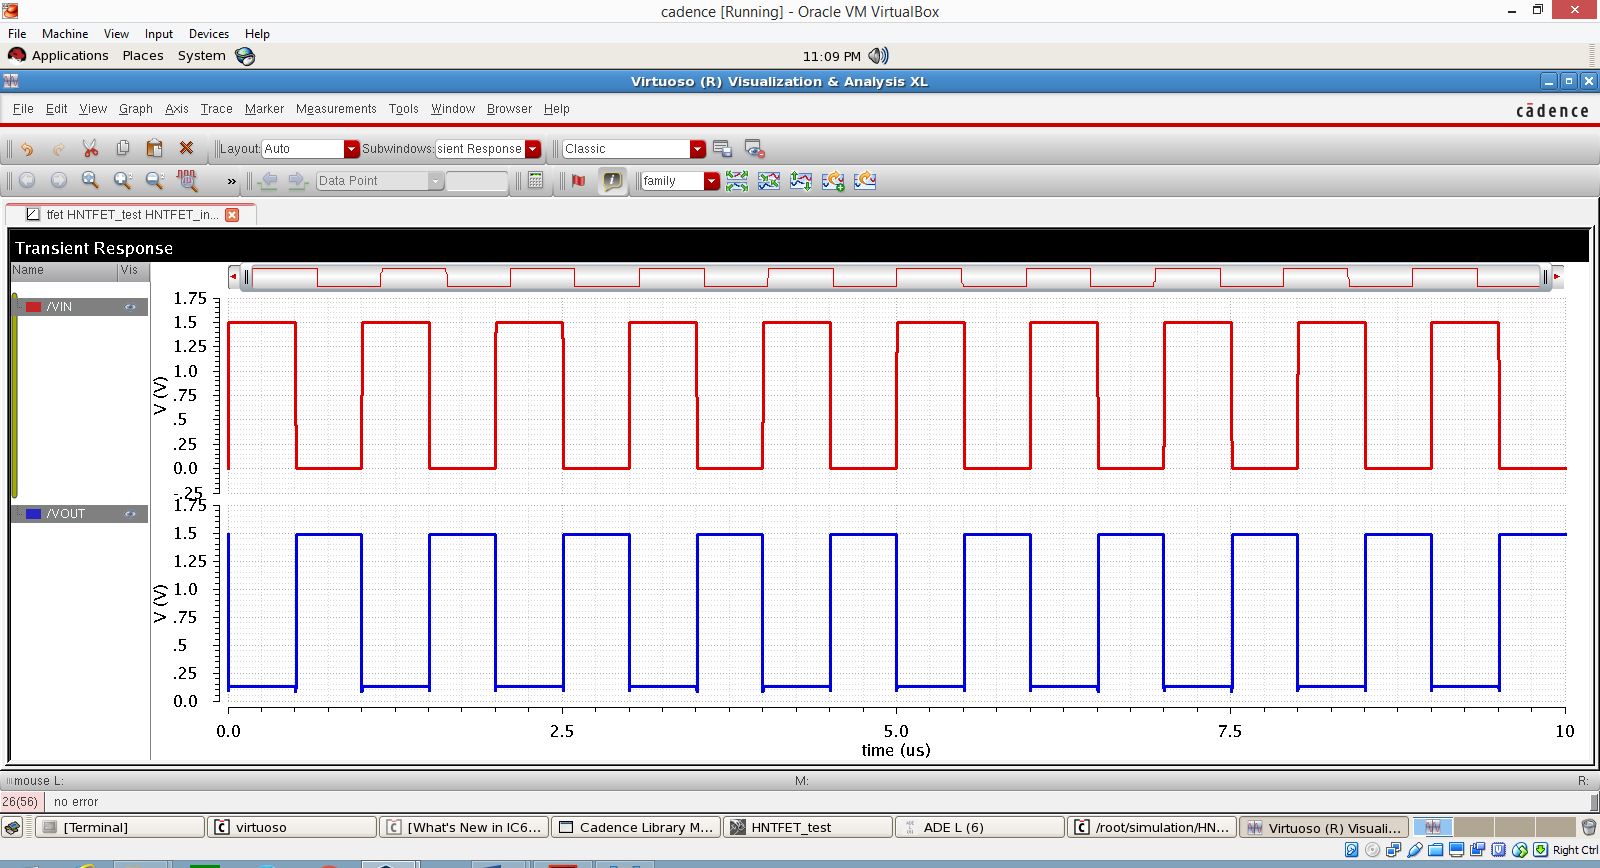 cadence [Running] - Oracle VM VirtualBox
File Machine View Input Devices Help
Applications Places System 11:09 PM
Virtuoso (R) Visualization & Analysis XL
File Edit View Graph Axis Trace Marker Measurements Tools Window Browser Help
cādence
Layout: Auto Subwindows: sient Response Classic
» Data Point family
tfet HNTFET_test HNTFET_in...
Transient Response
Name Vis
/VIN
1.75
1.5
1.25
1.0
.75
.5
.25
0.0
-.25
V (V)
/VOUT
1.75
1.5
1.25
1.0
.75
.5
.25
0.0
V (V)
0.0 2.5 5.0 7.5 10
time (us)
mouse L: M: R:
26(56) no error
[Terminal] virtuoso [What's New in IC6... Cadence Library M... HNTFET_test ADE L (6) /root/simulation/HN... Virtuoso (R) Visuali...
Right Ctrl